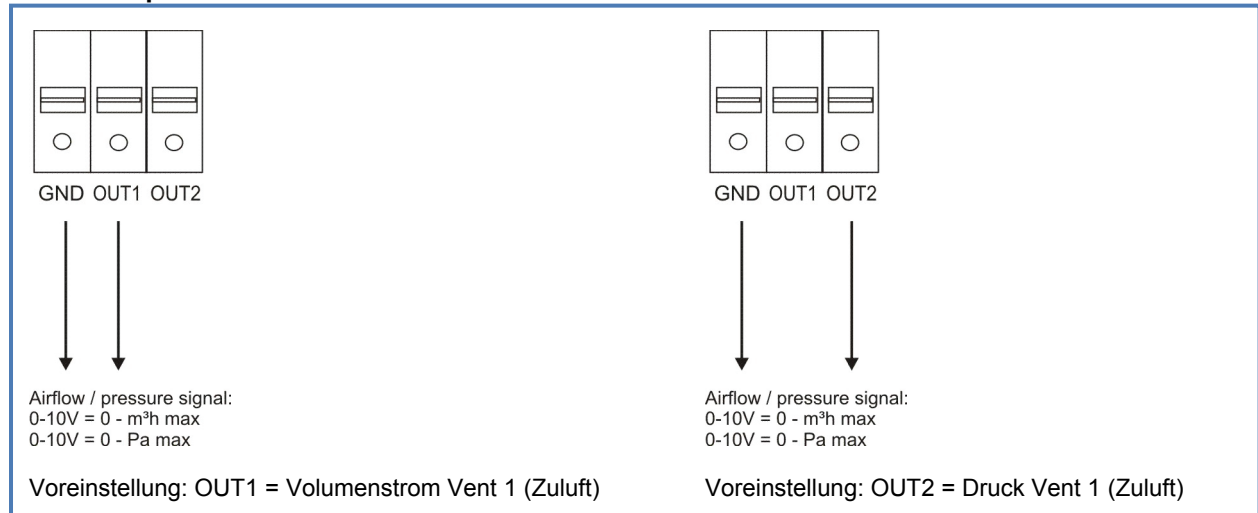 GND OUT1 OUT2
Airflow / pressure signal:
0-10V = 0 - m³h max
0-10V = 0 - Pa max
Voreinstellung: OUT1 = Volumenstrom Vent 1 (Zuluft)
GND OUT1 OUT2
Airflow / pressure signal:
0-10V = 0 - m³h max
0-10V = 0 - Pa max
Voreinstellung: OUT2 = Druck Vent 1 (Zuluft)